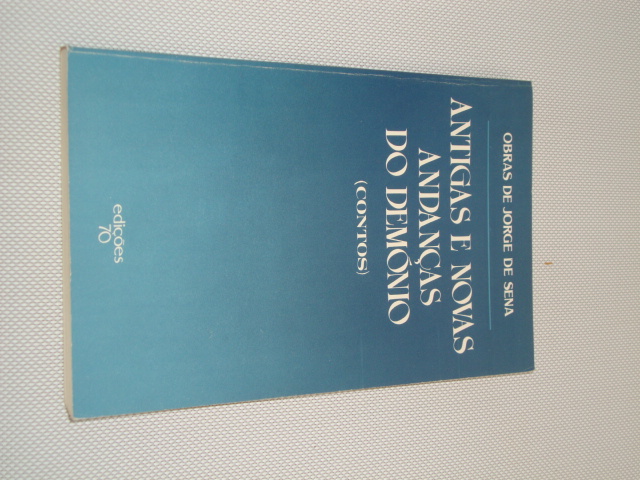 OBRAS DE JORGE DE SENA
ANTIGAS E NOVAS
ANDANÇAS
DO DEMÓNIO
(CONTOS)
edições
70